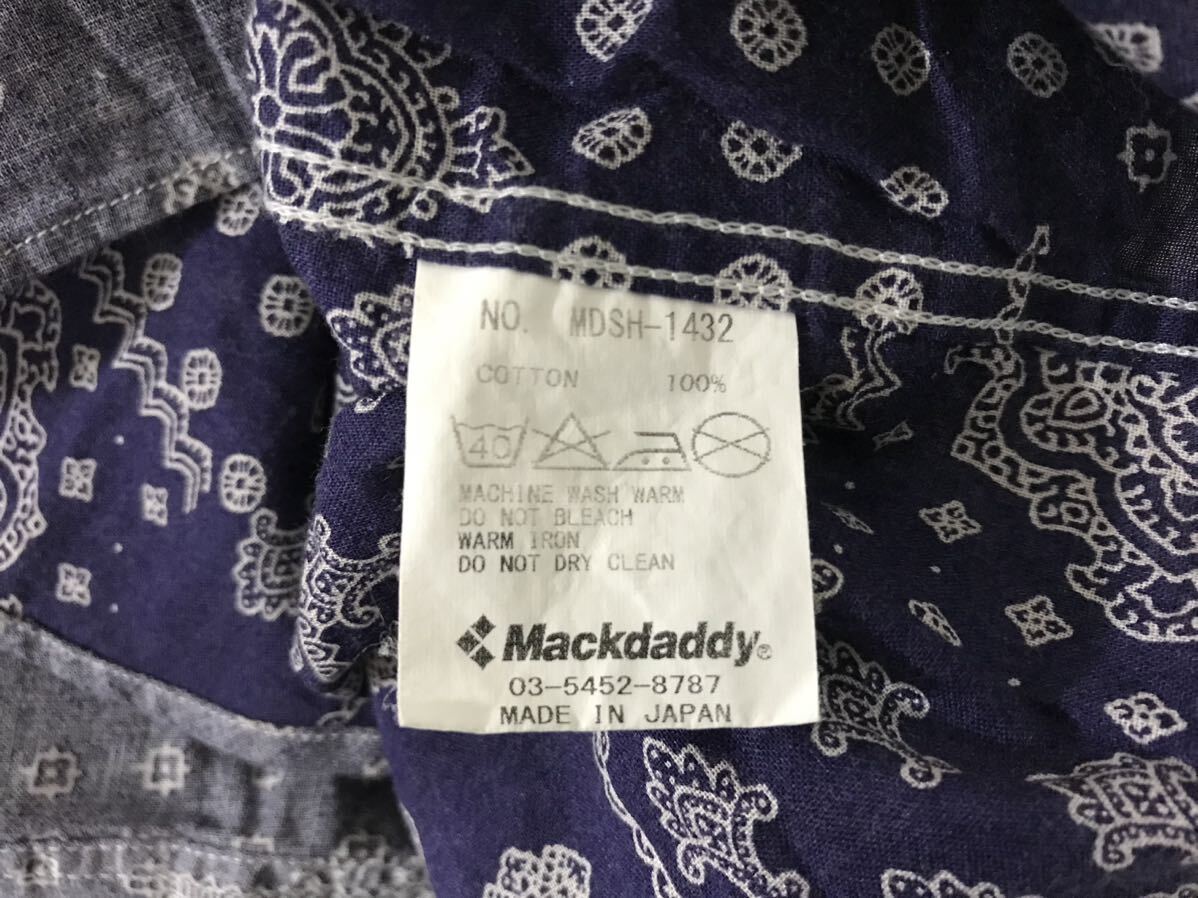 NO. MDSH-1432
COTTON 100%
40
MACHINE WASH WARM
DO NOT BLEACH
WARM IRON
DO NOT DRY CLEAN
Mackdaddy®
03-5452-8787
MADE IN JAPAN